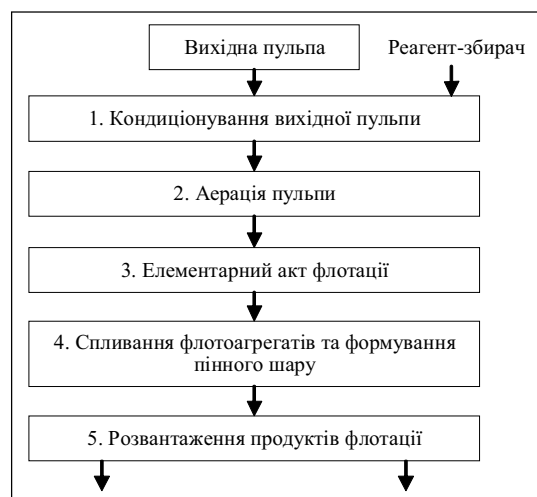 Вихідна пульпа
Реагент-збирач
1. Кондиціонування вихідної пульпи
2. Аерація пульпи
3. Елементарний акт флотації
4. Спливання флотоагрегатів та формування
пінного шару
5. Розвантаження продуктів флотації